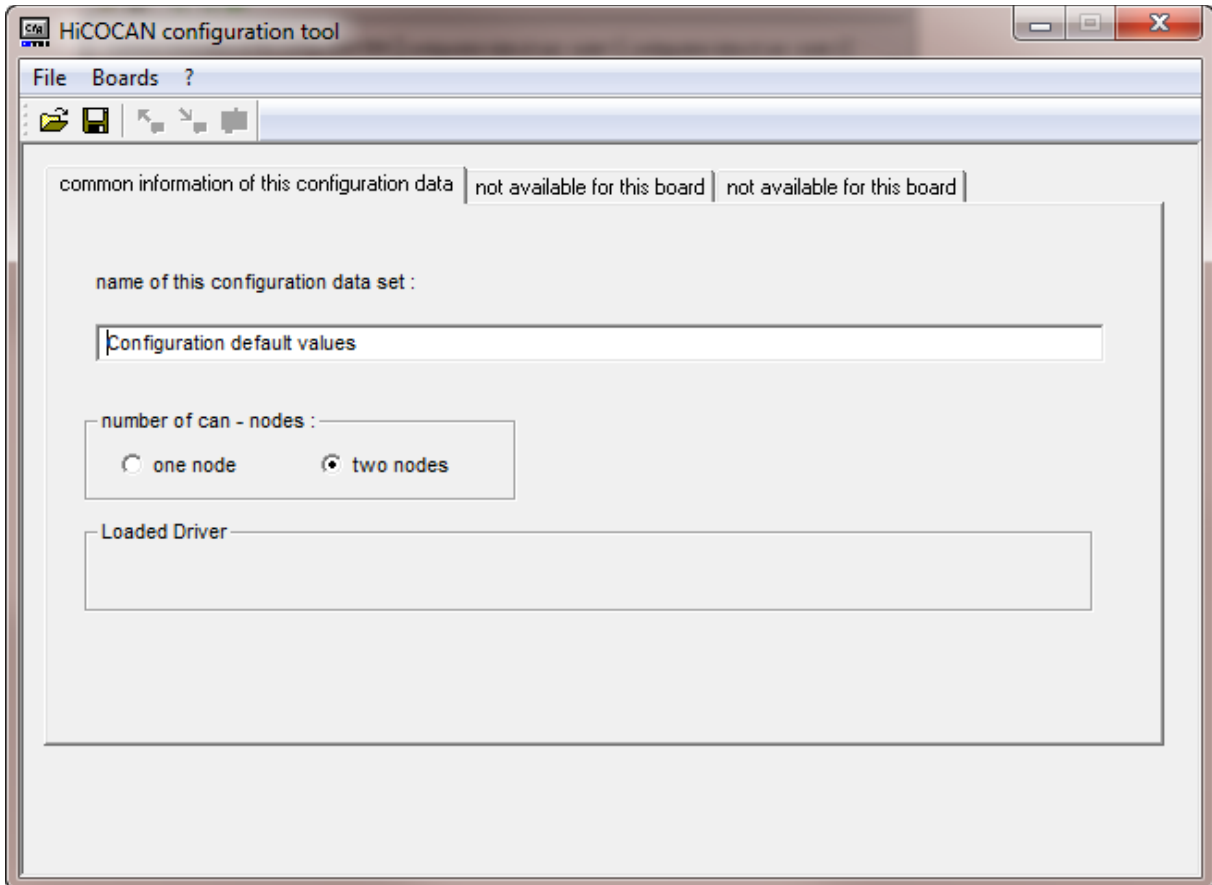 HiCOCAN configuration tool
File Boards ?
common information of this configuration data not available for this board not available for this board
name of this configuration data set :
Configuration default values
number of can - nodes :
one node two nodes
Loaded Driver